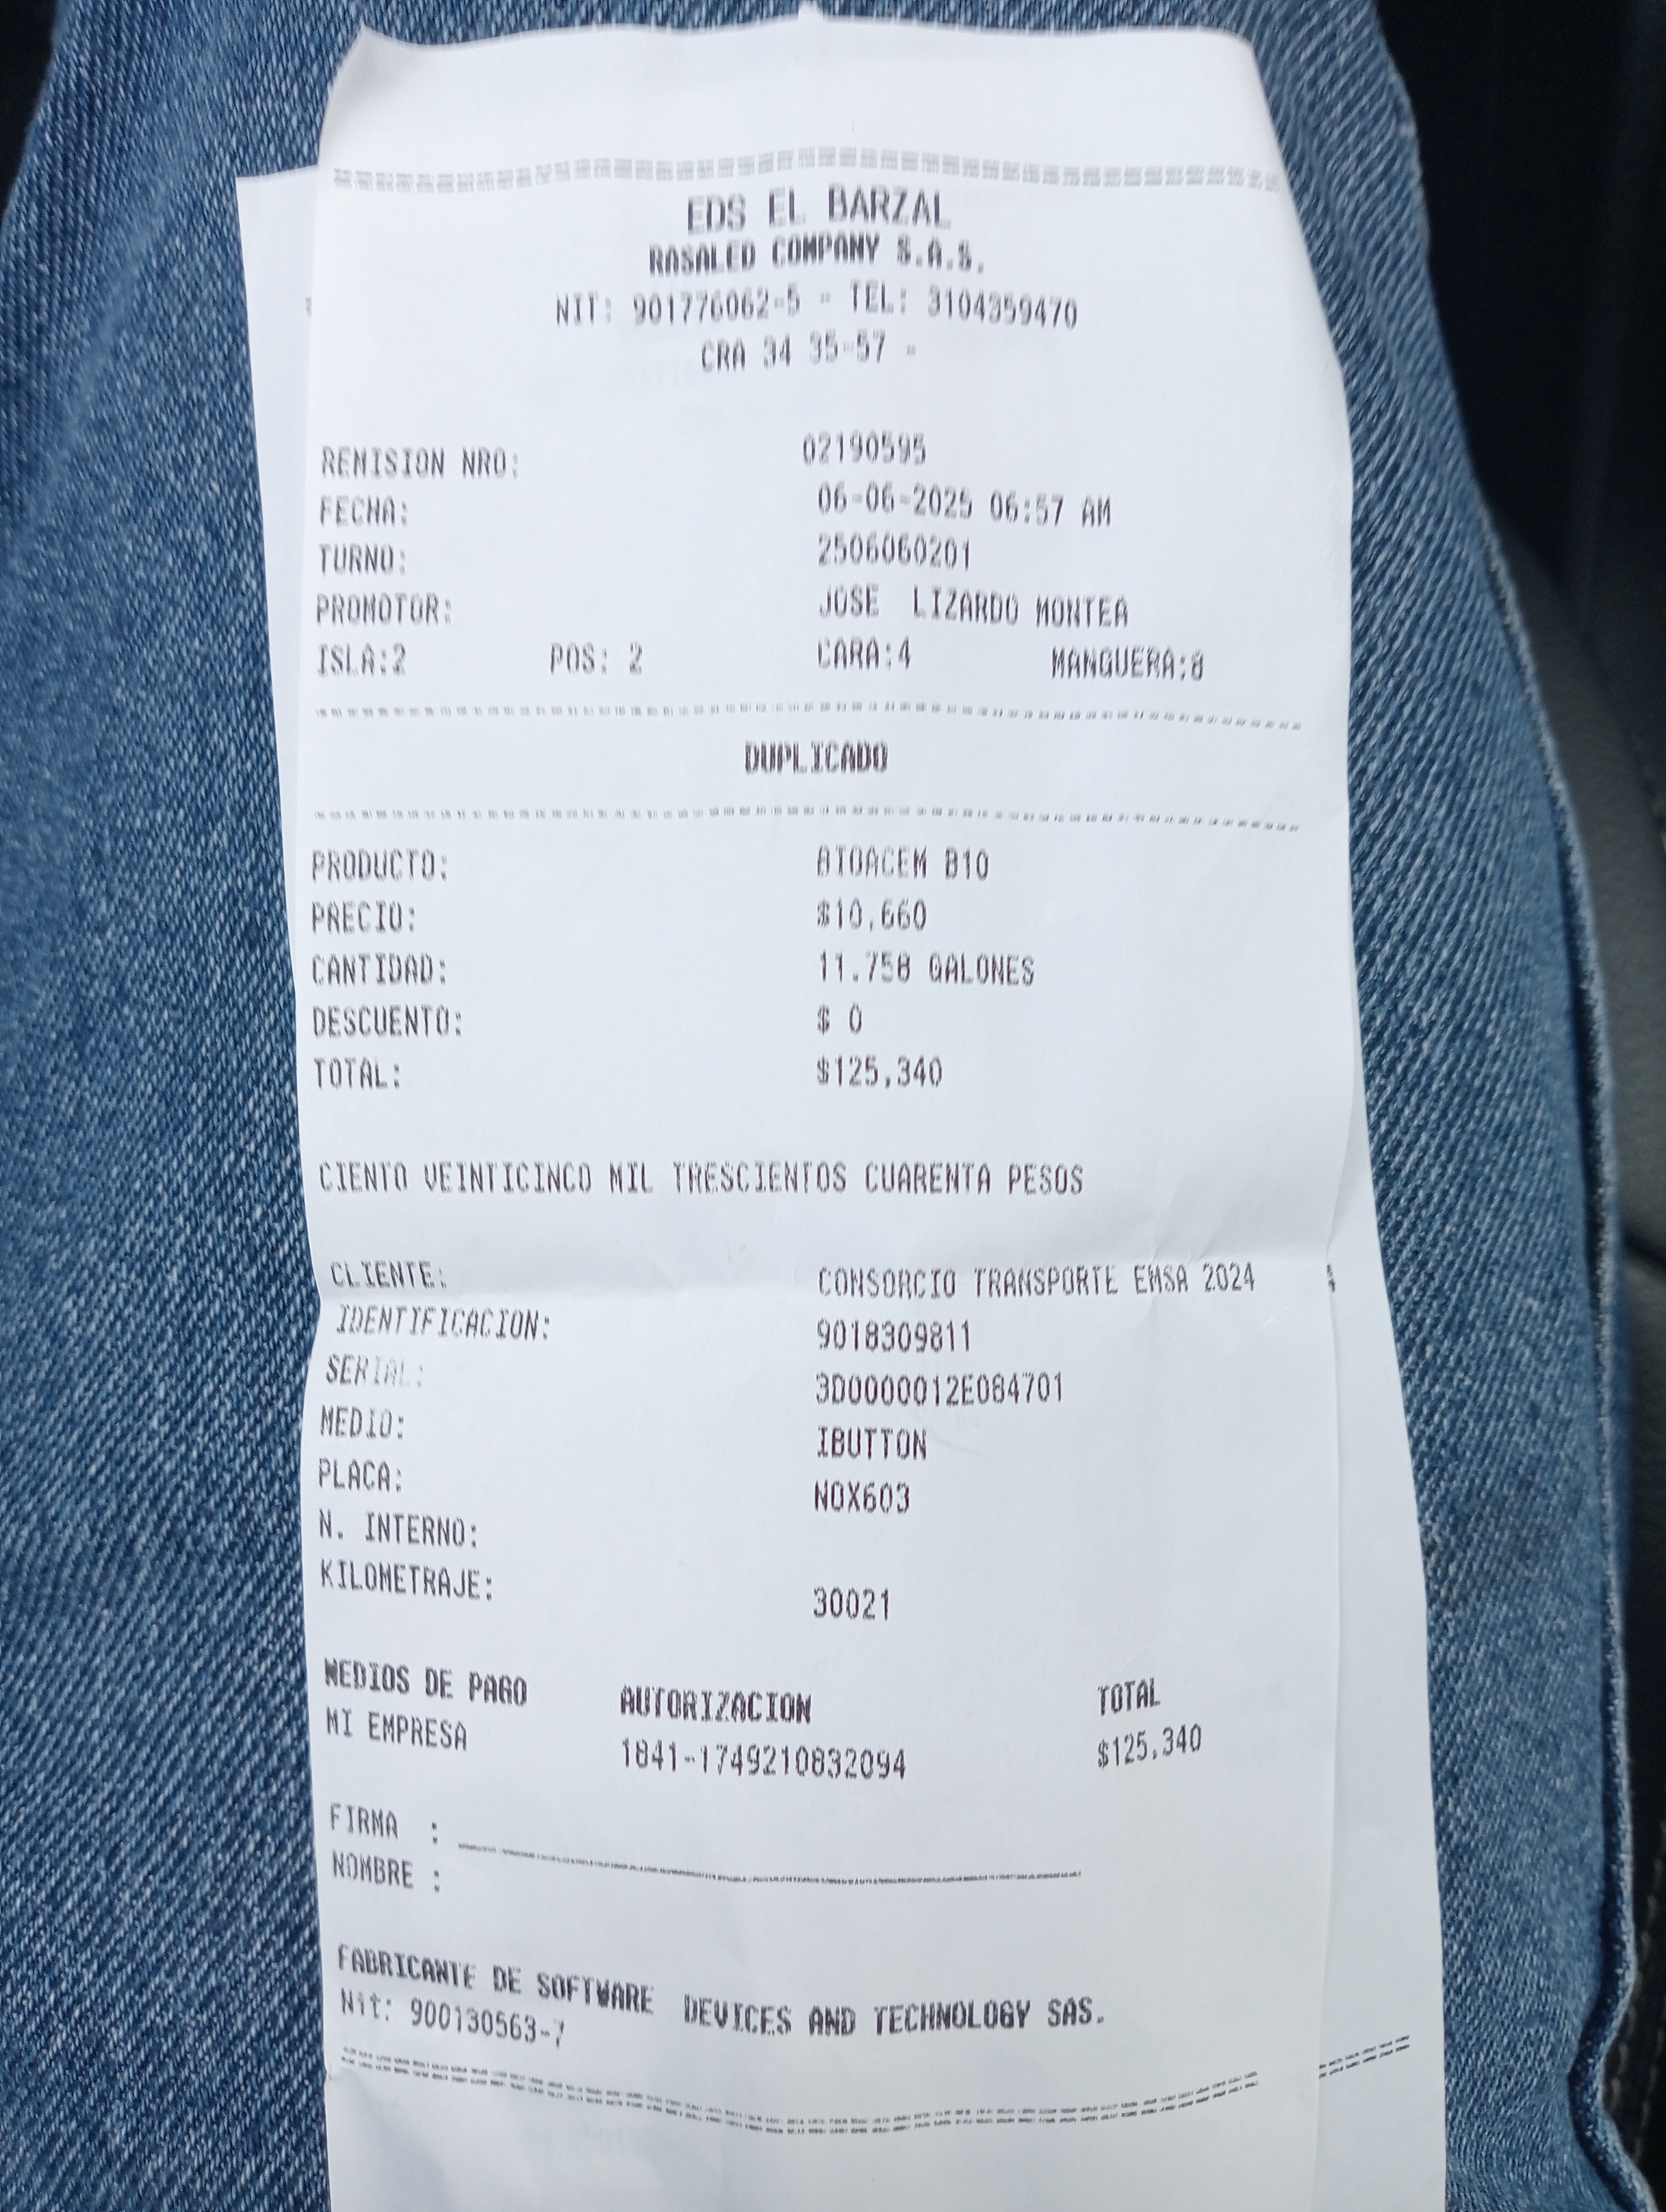 EDS EL BARZAL
RASALED COMPANY S.A.S.
NIT: 901776062-5 - TEL: 3104359470
CRA 34 35-57 -
REMISION NRO: 02190595
FECHA: 06-06-2025 06:57 AM
TURNO: 2506060201
PROMOTOR: JOSE LIZARDO MONTEA
ISLA:2 POS: 2 CARA:4 MANGUERA:8
DUPLICADO
PRODUCTO: BIOACEM B10
PRECIO: $10,660
CANTIDAD: 11.758 GALONES
DESCUENTO: $ 0
TOTAL: $125,340
CIENTO VEINTICINCO MIL TRESCIENTOS CUARENTA PESOS
CLIENTE: CONSORCIO TRANSPORTE EMSA 2024
IDENTIFICACION: 9018309811
SERIAL: 3D0000012E084701
MEDIO: IBUTTON
PLACA: NOX603
N. INTERNO:
KILOMETRAJE: 30021
MEDIOS DE PAGO AUTORIZACION TOTAL
MI EMPRESA 1841-1749210832094 $125,340
FIRMA :
NOMBRE :
FABRICANTE DE SOFTWARE DEVICES AND TECHNOLOGY SAS.
Nit: 900130563-7